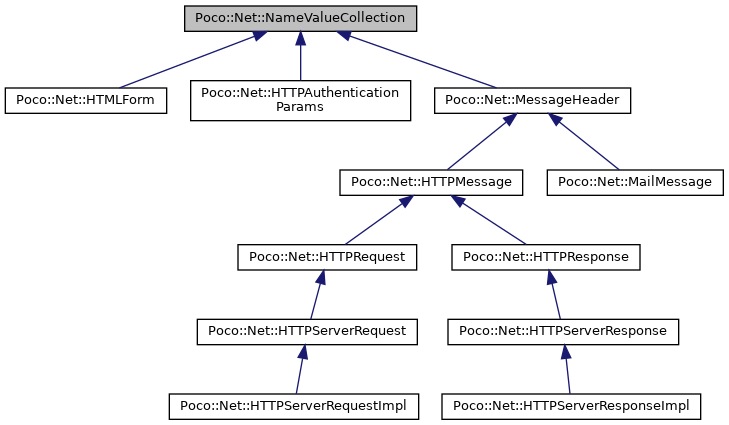 Poco::Net::NameValueCollection
Poco::Net::HTMLForm
Poco::Net::HTTPAuthentication
Params
Poco::Net::MessageHeader
Poco::Net::HTTPMessage
Poco::Net::MailMessage
Poco::Net::HTTPRequest
Poco::Net::HTTPResponse
Poco::Net::HTTPServerRequest
Poco::Net::HTTPServerResponse
Poco::Net::HTTPServerRequestImpl
Poco::Net::HTTPServerResponseImpl